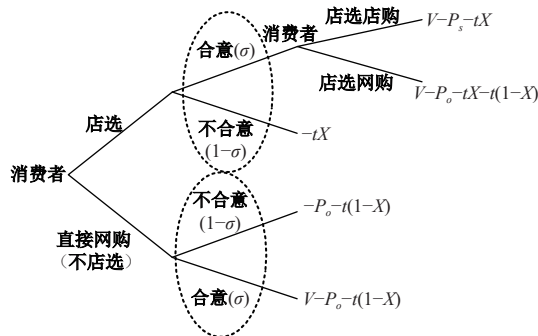 店选店购
V−Pₛ−tX
消费者
合意(σ)
店选网购
V−Pₒ−tX−t(1−X)
店选
不合意
(1−σ)
−tX
消费者
不合意
(1−σ)
−Pₒ−t(1−X)
直接网购
（不店选）
合意(σ)
V−Pₒ−t(1−X)